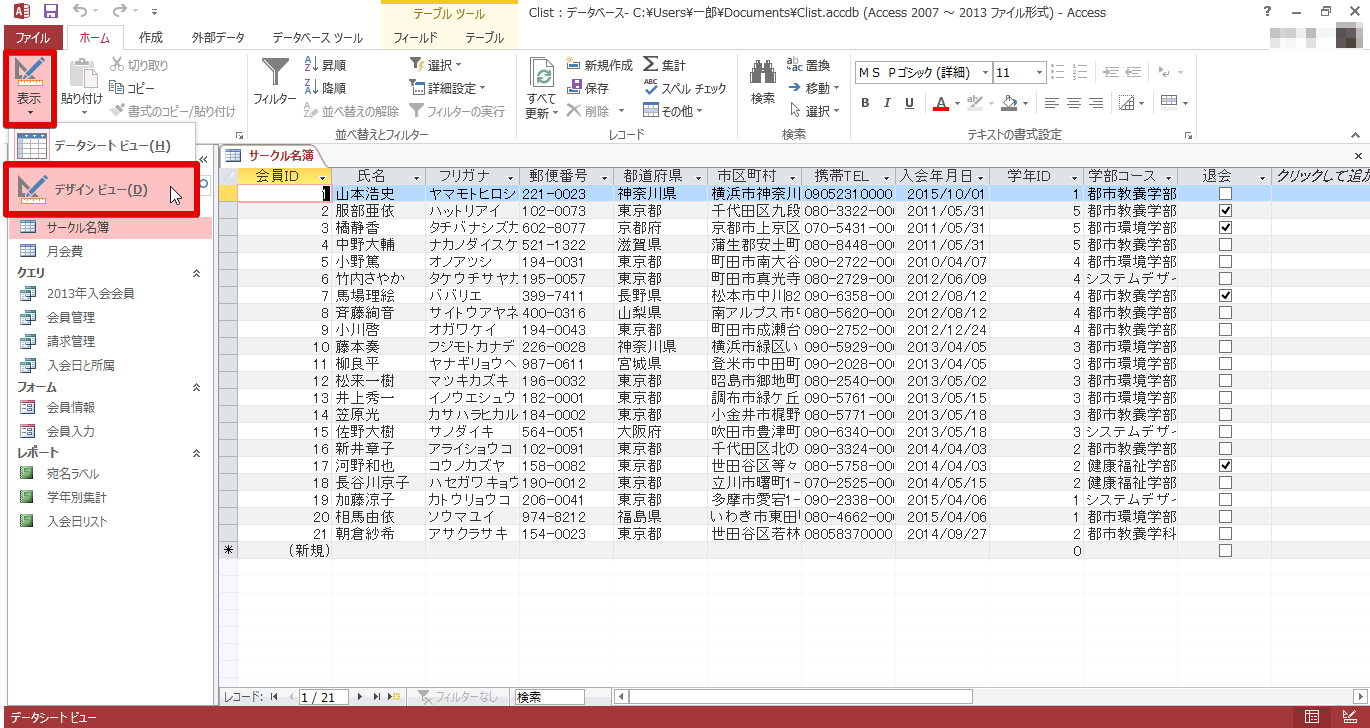 テーブル ツール
Clist : データベース- C:¥Users¥一郎¥Documents¥Clist.accdb (Access 2007 ～ 2013 ファイル形式) - Access
ファイル ホーム 作成 外部データ データベース ツール フィールド テーブル
表示
貼り付け
切り取り
コピー
書式のコピー/貼り付け
フィルター
昇順
降順
並べ替えの解除
選択
詳細設定
フィルターの実行
並べ替えとフィルター
すべて更新
新規作成
保存
削除
集計
スペル チェック
その他
レコード
検索
置換
移動
選択
検索
ＭＳ Ｐゴシック (詳細) 11
B I U A
テキストの書式設定
データシート ビュー(H)
デザイン ビュー(D)
サークル名簿
月会費
クエリ
2013年入会会員
会員管理
請求管理
入会日と所属
フォーム
会員情報
会員入力
レポート
宛名ラベル
学年別集計
入会日リスト
サークル名簿
会員ID 氏名 フリガナ 郵便番号 都道府県 市区町村 携帯TEL 入会年月日 学年ID 学部コース 退会 クリックして追加
1 山本浩史 ヤマモトヒロシ 221-0023 神奈川県 横浜市神奈川 09052310000 2015/10/01 1 都市教養学部
2 服部亜依 ハットリアイ 102-0073 東京都 千代田区九段 080-3322-00 2011/05/31 5 都市教養学部
3 橘静香 タチバナシズカ 602-8077 京都府 京都市上京区 070-5431-00 2011/05/31 5 都市環境学部
4 中野大輔 ナカノダイスケ 521-1322 滋賀県 蒲生郡安土町 080-8448-00 2011/05/31 5 都市教養学部
5 小野篤 オノアツシ 194-0031 東京都 町田市南大谷 090-2722-00 2010/04/07 4 都市環境学部
6 竹内さやか タケウチサヤカ 195-0057 東京都 町田市真光寺 080-2729-00 2012/06/09 4 システムデザ
7 馬場理絵 ババリエ 399-7411 長野県 松本市中川82 090-6358-00 2012/08/12 4 都市教養学部
8 斉藤絢音 サイトウアヤネ 400-0316 山梨県 南アルプス市 080-5620-00 2012/08/12 4 都市教養学部
9 小川啓 オガワケイ 194-0043 東京都 町田市成瀬台 090-2752-00 2012/12/24 4 都市教養学部
10 藤本奏 フジモトカナデ 226-0028 神奈川県 横浜市緑区い 090-5929-00 2013/04/05 3 都市環境学部
11 柳良平 ヤナギリョウヘ 987-0611 宮城県 登米市中田町 090-2028-00 2013/04/05 3 都市環境学部
12 松来一樹 マツキカズキ 196-0032 東京都 昭島市郷地町 080-2540-00 2013/05/02 3 都市環境学部
13 井上秀一 イノウエシュウ 182-0001 東京都 調布市緑ケ丘 090-5761-00 2013/05/15 3 都市環境学部
14 笠原光 カサハラヒカル 184-0002 東京都 小金井市梶野 080-5771-00 2013/05/18 3 都市教養学部
15 佐野大樹 サノダイキ 564-0051 大阪府 吹田市豊津町 090-6340-00 2013/05/18 3 システムデザ
16 新井章子 アライショウコ 102-0091 東京都 千代田区北の 090-3324-00 2014/04/03 2 都市教養学部
17 河野和也 コウノカズヤ 158-0082 東京都 世田谷区等々 080-5758-00 2014/04/03 2 健康福祉学部
18 長谷川京子 ハセガワキョウ 190-0012 東京都 立川市曙町1- 070-2525-00 2014/05/15 2 健康福祉学部
19 加藤涼子 カトウリョウコ 206-0041 東京都 多摩市愛宕1- 090-2338-00 2015/04/06 1 システムデザ
20 相馬由依 ソウマユイ 974-8212 福島県 いわき市東田 080-4662-00 2015/04/06 1 都市環境学部
21 朝倉紗希 アサクラサキ 154-0023 東京都 世田谷区若林 08058370000 2014/09/27 2 都市教養学科
* (新規) 0
レコード: 1 / 21 フィルターなし 検索
データシート ビュー